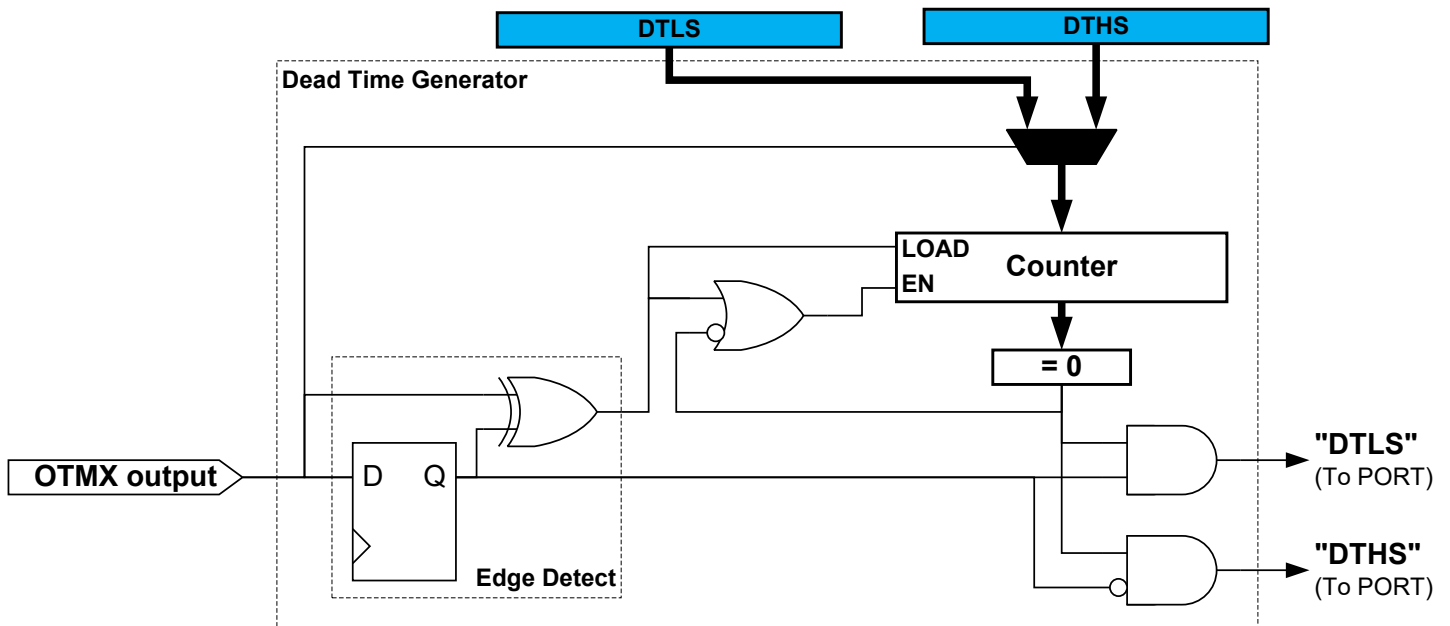 DTLS
DTHS
Dead Time Generator
LOAD
Counter
EN
= 0
OTMX output
D
Q
Edge Detect
"DTLS"
(To PORT)
"DTHS"
(To PORT)